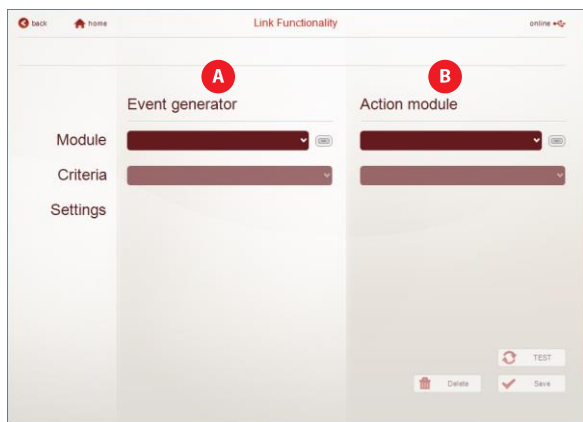 back home Link Functionality online
A B
Event generator Action module
Module
Criteria
Settings
TEST
Delete Save